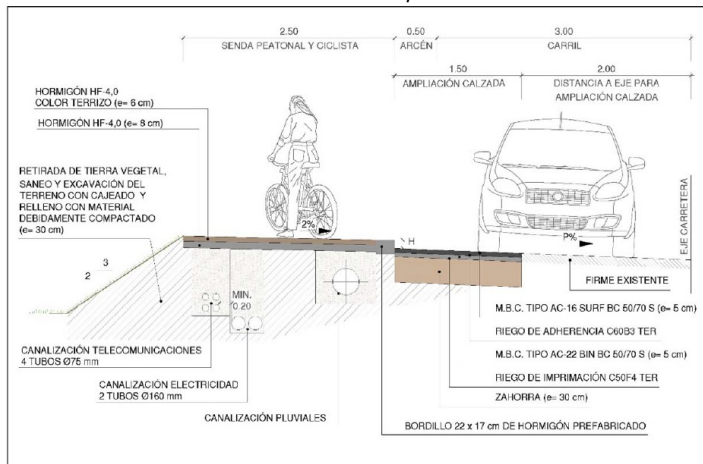 2.50
0.50
3.00
SENDA PEATONAL Y CICLISTA
ARCÉN
CARRIL
1.50
2.00
AMPLIACIÓN CALZADA
DISTANCIA A EJE PARA
AMPLIACIÓN CALZADA
HORMIGÓN HF-4,0
COLOR TERRIZO (e= 6 cm)
HORMIGÓN HF-4,0 (e= 8 cm)
RETIRADA DE TIERRA VEGETAL,
SANEO Y EXCAVACIÓN DEL
TERRENO CON CAJEADO Y
RELLENO CON MATERIAL
DEBIDAMENTE COMPACTADO
(e= 30 cm)
2%
H
P%
EJE CARRETERA
3
2
MIN.
0.20
FIRME EXISTENTE
M.B.C. TIPO AC-16 SURF BC 50/70 S (e= 5 cm)
RIEGO DE ADHERENCIA C60B3 TER
M.B.C. TIPO AC-22 BIN BC 50/70 S (e= 5 cm)
RIEGO DE IMPRIMACIÓN C50F4 TER
ZAHORRA (e= 30 cm)
BORDILLO 22 x 17 cm DE HORMIGÓN PREFABRICADO
CANALIZACIÓN TELECOMUNICACIONES
4 TUBOS Ø75 mm
CANALIZACIÓN ELECTRICIDAD
2 TUBOS Ø160 mm
CANALIZACIÓN PLUVIALES